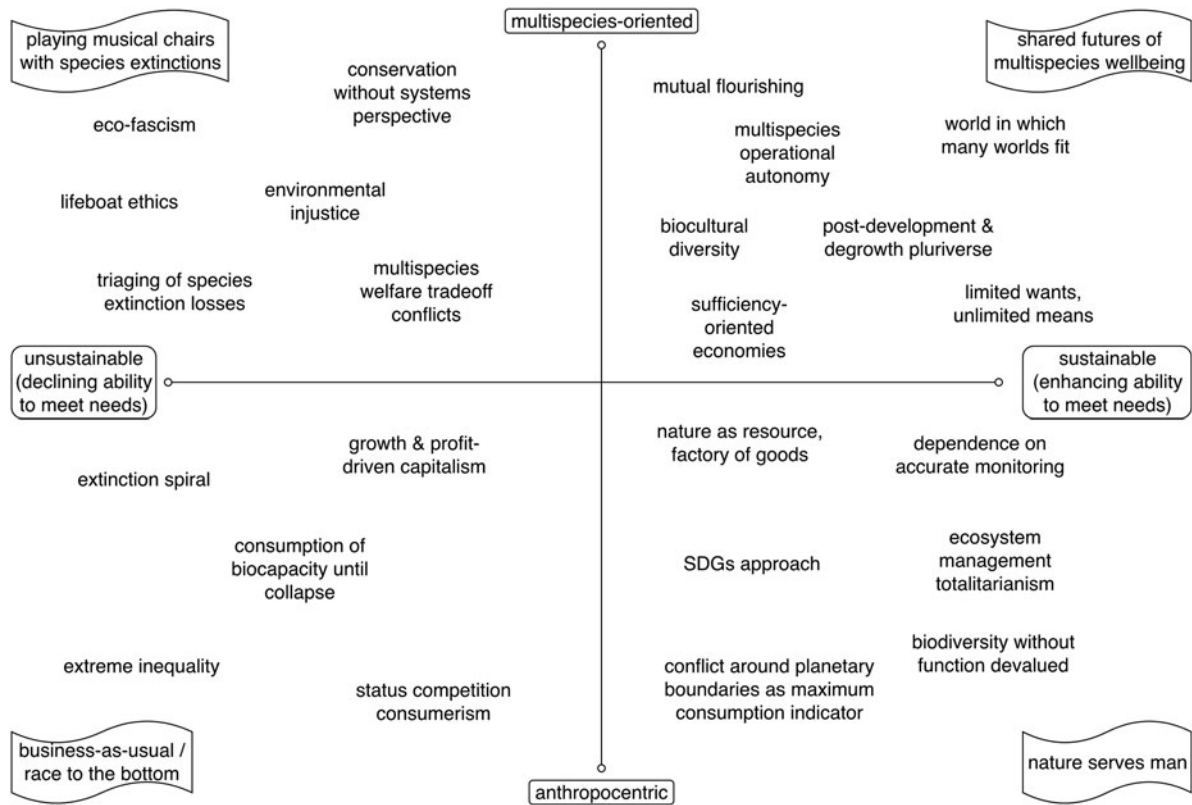 multispecies-oriented
playing musical chairs
with species extinctions
shared futures of
multispecies wellbeing
conservation
without systems
perspective
eco-fascism
lifeboat ethics
environmental
injustice
triaging of species
extinction losses
multispecies
welfare tradeoff
conflicts
mutual flourishing
multispecies
operational
autonomy
world in which
many worlds fit
biocultural
diversity
post-development &
degrowth pluriverse
sufficiency-
oriented
economies
limited wants,
unlimited means
unsustainable
(declining ability
to meet needs)
sustainable
(enhancing ability
to meet needs)
growth & profit-
driven capitalism
extinction spiral
consumption of
biocapacity until
collapse
extreme inequality
status competition
consumerism
business-as-usual /
race to the bottom
nature as resource,
factory of goods
dependence on
accurate monitoring
SDGs approach
ecosystem
management
totalitarianism
biodiversity without
function devalued
conflict around planetary
boundaries as maximum
consumption indicator
nature serves man
anthropocentric